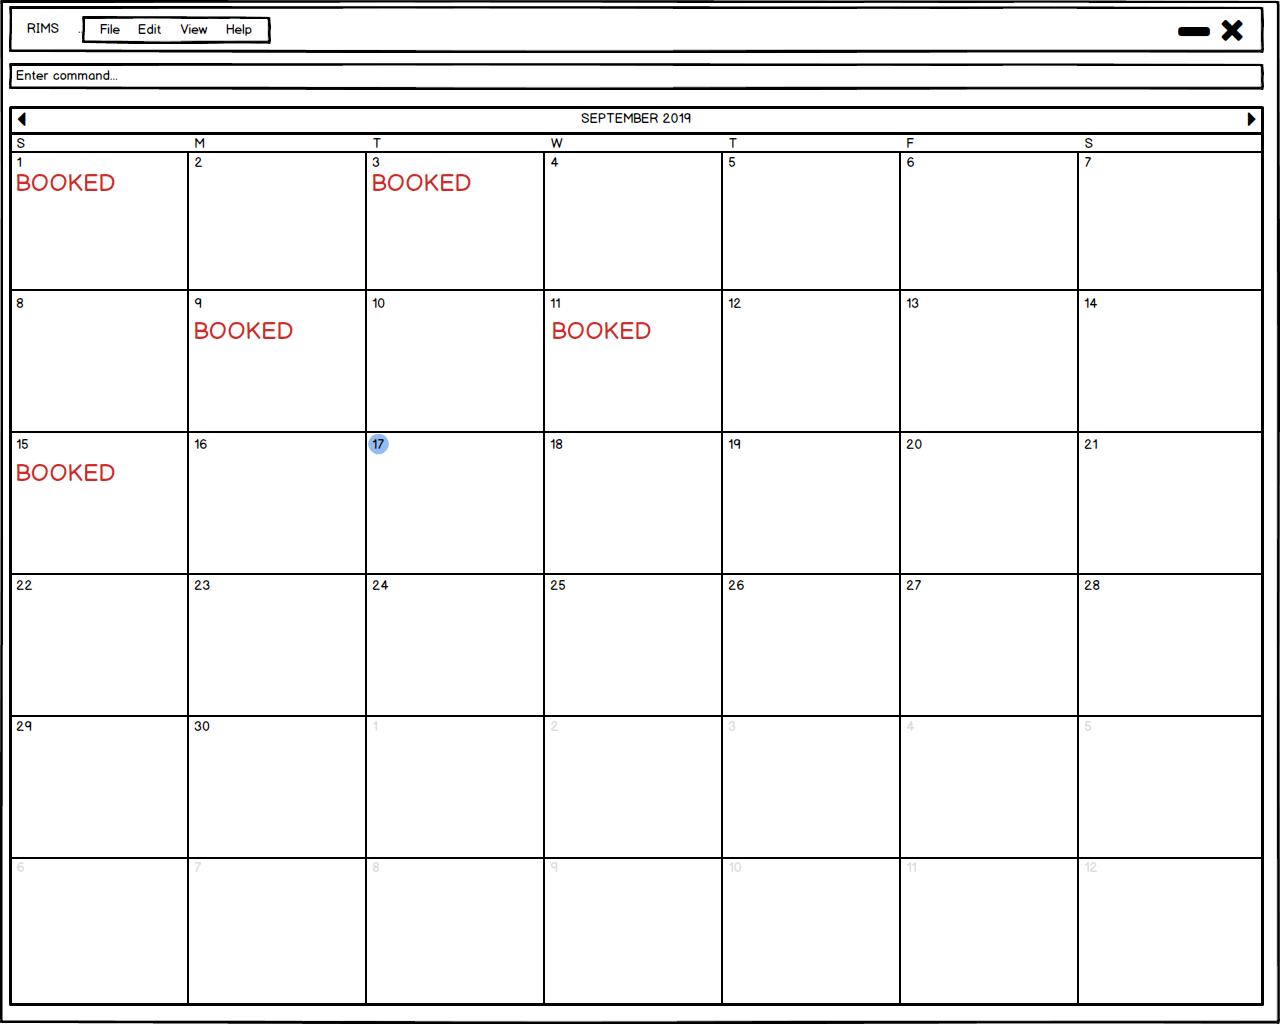 RIMS File Edit View Help
Enter command...
SEPTEMBER 2019
S M T W T F S
1 2 3 4 5 6 7
BOOKED BOOKED
8 9 10 11 12 13 14
BOOKED BOOKED
15 16 17 18 19 20 21
BOOKED
22 23 24 25 26 27 28
29 30 1 2 3 4 5
6 7 8 9 10 11 12